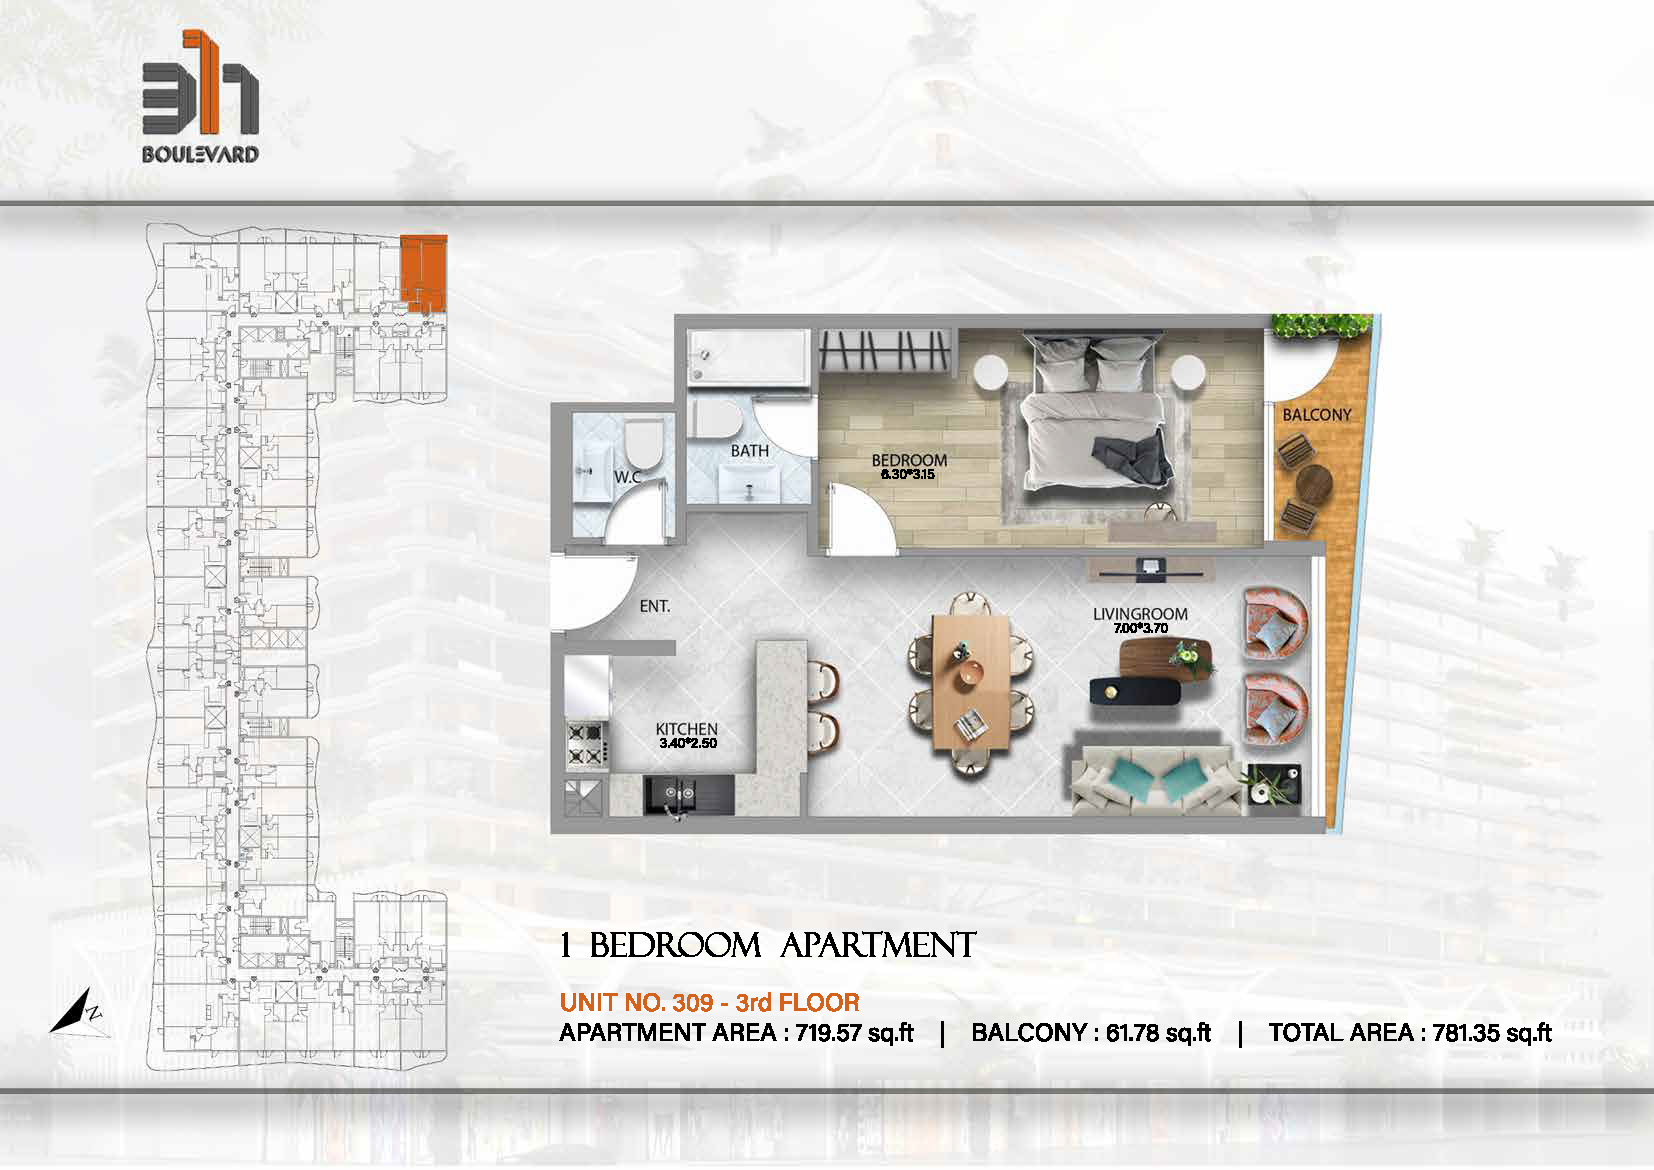 311
BOULEVARD
BALCONY
BATH
W.C
BEDROOM
6.30*3.15
ENT.
LIVINGROOM
7.00*3.70
KITCHEN
3.40*2.50
N
1 BEDROOM APARTMENT
UNIT NO. 309 - 3rd FLOOR
APARTMENT AREA : 719.57 sq.ft | BALCONY : 61.78 sq.ft | TOTAL AREA : 781.35 sq.ft